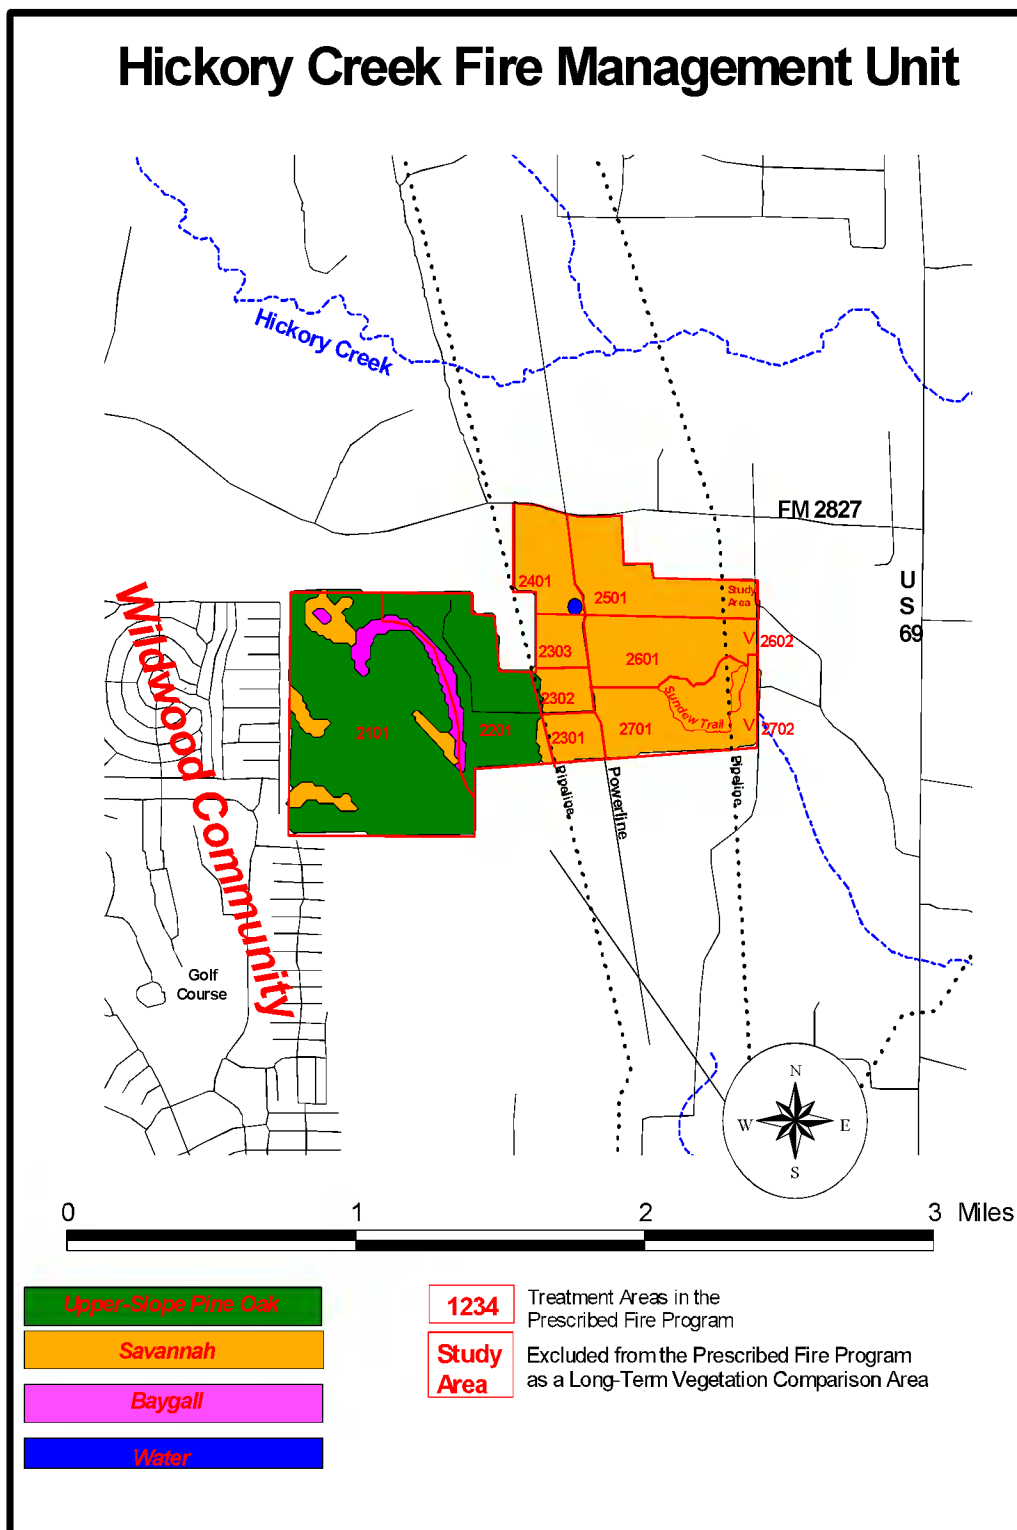 Hickory Creek Fire Management Unit
Hickory Creek
FM 2827
U
S
69
2401
2501
Study
Area
2602
2303
2601
2302
Sundew Trail
2101
2201
2301
2701
2702
Pipeline
Powerline
Pipeline
Wildwood Community
Golf
Course
N
W
E
S
0 1 2 3 Miles
Upper-Slope Pine Oak
Savannah
Baygall
Water
1234
Treatment Areas in the
Prescribed Fire Program
Study
Area
Excluded from the Prescribed Fire Program
as a Long-Term Vegetation Comparison Area